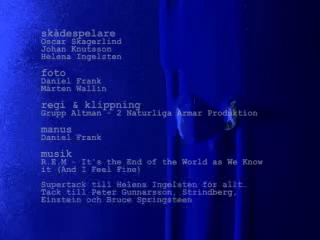 skådespelare
Oscar Skagerlind
Johan Knutsson
Helena Ingelsten
foto
Daniel Frank
Mårten Wallin
regi & klippning
Grupp Altman - 2 Naturliga Armar Produktion
manus
Daniel Frank
musik
R.E.M - It's the End of the World as We Know
it (And I Feel Fine)
Supertack till Helena Ingelsten för allt.
Tack till Peter Gunnarsson, Strindberg,
Einstein och Bruce Springsteen